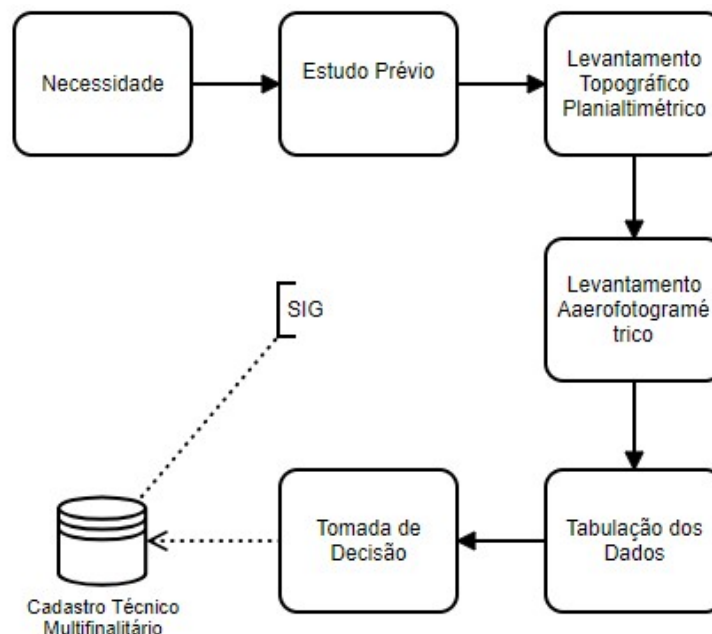 Necessidade
Estudo Prévio
Levantamento
Topográfico
Planialtimétrico
Levantamento
Aaerofotogramé
trico
SIG
Tomada de
Decisão
Tabulação dos
Dados
Cadastro Técnico
Multifinalitário